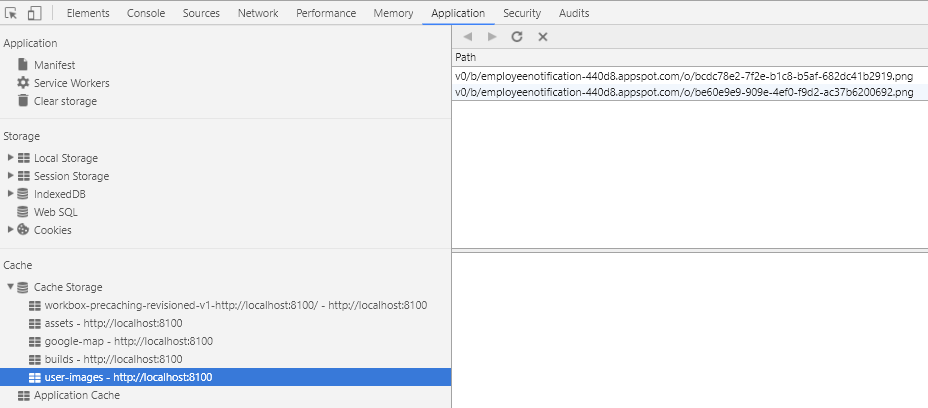 Elements Console Sources Network Performance Memory Application Security Audits
Application
Manifest
Service Workers
Clear storage
Storage
Local Storage
Session Storage
IndexedDB
Web SQL
Cookies
Cache
Cache Storage
workbox-precaching-revisioned-v1-http://localhost:8100/ - http://localhost:8100
assets - http://localhost:8100
google-map - http://localhost:8100
builds - http://localhost:8100
user-images - http://localhost:8100
Application Cache
Path
v0/b/employeenotification-440d8.appspot.com/o/bcdc78e2-7f2e-b1c8-b5af-682dc41b2919.png
v0/b/employeenotification-440d8.appspot.com/o/be60e9e9-909e-4ef0-f9d2-ac37b6200692.png